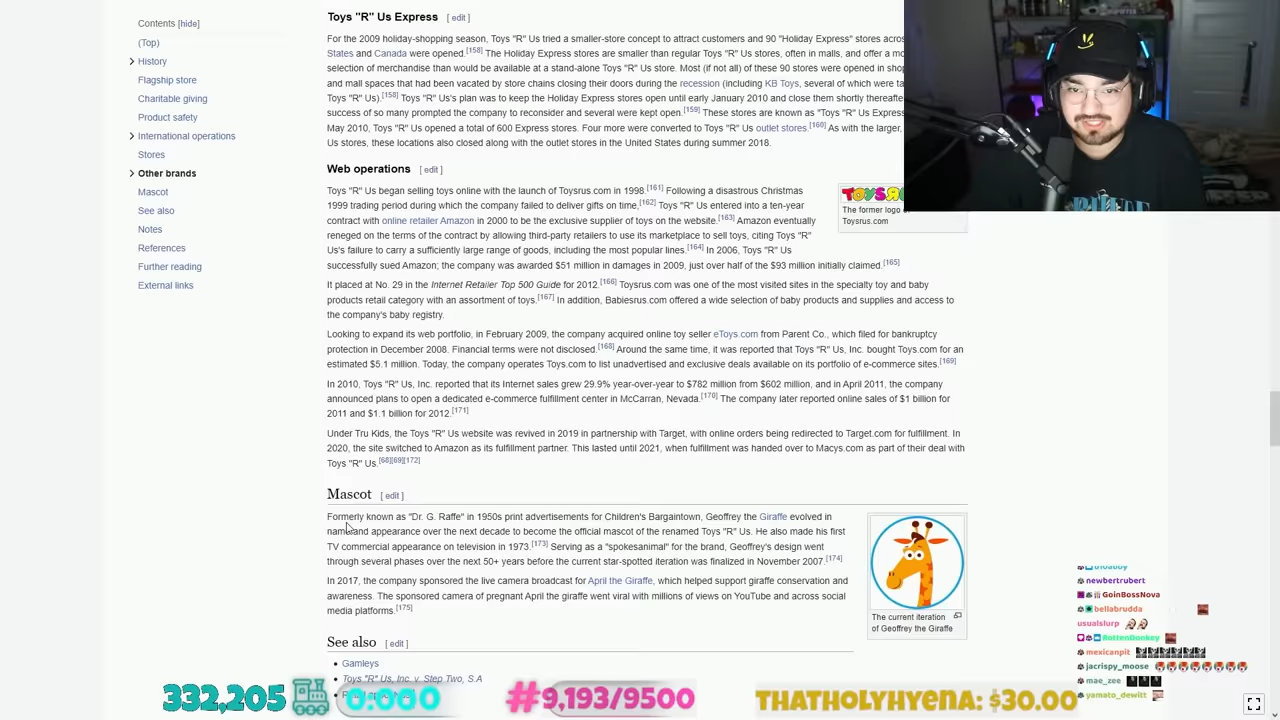 Contents [hide]
(Top)
History
Flagship store
Charitable giving
Product safety
International operations
Stores
Other brands
Mascot
See also
Notes
References
Further reading
External links
Toys "R" Us Express [ edit ]
For the 2009 holiday-shopping season, Toys "R" Us tried a smaller-store concept to attract customers and 90 "Holiday Express" stores acros
States and Canada were opened.[158] The Holiday Express stores are smaller than regular Toys "R" Us stores, often in malls, and offer a mo
selection of merchandise than would be available at a stand-alone Toys "R" Us store. Most (if not all) of these 90 stores were opened in shop
and mall spaces that had been vacated by store chains closing their doors during the recession (including KB Toys, several of which were ta
Toys "R" Us).[158] Toys "R" Us's plan was to keep the Holiday Express stores open until early January 2010 and close them shortly thereafte
success of so many prompted the company to reconsider and several were kept open.[159] These stores are known as "Toys "R" Us Express
May 2010, Toys "R" Us opened a total of 600 Express stores. Four more were converted to Toys "R" Us outlet stores.[160] As with the larger,
Us stores, these locations also closed along with the outlet stores in the United States during summer 2018.
Web operations [ edit ]
Toys "R" Us began selling toys online with the launch of Toysrus.com in 1998.[161] Following a disastrous Christmas
1999 trading period during which the company failed to deliver gifts on time,[162] Toys "R" Us entered into a ten-year
contract with online retailer Amazon in 2000 to be the exclusive supplier of toys on the website.[163] Amazon eventually
reneged on the terms of the contract by allowing third-party retailers to use its marketplace to sell toys, citing Toys "R"
Us's failure to carry a sufficiently large range of goods, including the most popular lines.[164] In 2006, Toys "R" Us
successfully sued Amazon; the company was awarded $51 million in damages in 2009, just over half of the $93 million initially claimed.[165]
TOYSR
The former logo o
Toysrus.com
It placed at No. 29 in the Internet Retailer Top 500 Guide for 2012.[166] Toysrus.com was one of the most visited sites in the specialty toy and baby
products retail category with an assortment of toys.[167] In addition, Babiesrus.com offered a wide selection of baby products and supplies and access to
the company's baby registry.
Looking to expand its web portfolio, in February 2009, the company acquired online toy seller eToys.com from Parent Co., which filed for bankruptcy
protection in December 2008. Financial terms were not disclosed.[168] Around the same time, it was reported that Toys "R" Us, Inc. bought Toys.com for an
estimated $5.1 million. Today, the company operates Toys.com to list unadvertised and exclusive deals available on its portfolio of e-commerce sites.[169]
In 2010, Toys "R" Us, Inc. reported that its Internet sales grew 29.9% year-over-year to $782 million from $602 million, and in April 2011, the company
announced plans to open a dedicated e-commerce fulfillment center in McCarran, Nevada.[170] The company later reported online sales of $1 billion for
2011 and $1.1 billion for 2012.[171]
Under Tru Kids, the Toys "R" Us website was revived in 2019 in partnership with Target, with online orders being redirected to Target.com for fulfillment. In
2020, the site switched to Amazon as its fulfillment partner. This lasted until 2021, when fulfillment was handed over to Macys.com as part of their deal with
Toys "R" Us.[68][69][172]
Mascot [ edit ]
Formerly known as "Dr. G. Raffe" in 1950s print advertisements for Children's Bargaintown, Geoffrey the Giraffe evolved in
name and appearance over the next decade to become the official mascot of the renamed Toys "R" Us. He also made his first
TV commercial appearance on television in 1973.[173] Serving as a "spokesanimal" for the brand, Geoffrey's design went
through several phases over the next 50+ years before the current star-spotted iteration was finalized in November 2007.[174]
In 2017, the company sponsored the live camera broadcast for April the Giraffe, which helped support giraffe conservation and
awareness. The sponsored camera of pregnant April the giraffe went viral with millions of views on YouTube and across social
media platforms.[175]
The current iteration
of Geoffrey the Giraffe
See also [ edit ]
Gamleys
Toys "R" Us, Inc. v. Step Two, S.A
newbertrubert
GoinBossNova
bellabrudda
usualslurp
RottenDonkey
mexicanpit
jacrispy_moose
mae_zee
yamato_dewitt
332,205
0:00
#9,193/9500
THATHOLYHYENA: $30.00